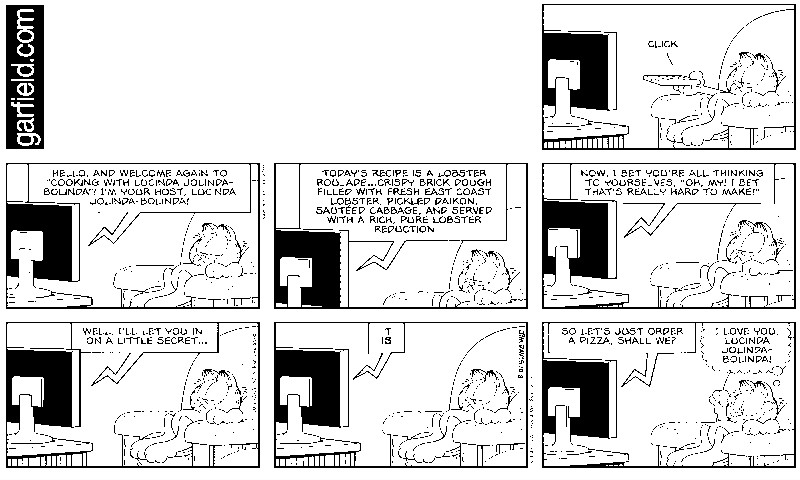 garfield.com
CLICK
HELLO, AND WELCOME AGAIN TO
"COOKING WITH LUCINDA JOLINDA-
BOLINDA"! I'M YOUR HOST, LUCINDA
JOLINDA-BOLINDA!
TODAY'S RECIPE IS A LOBSTER
ROULADE...CRISPY BRICK DOUGH
FILLED WITH FRESH EAST COAST
LOBSTER, PICKLED DAIKON,
SAUTÉED CABBAGE, AND SERVED
WITH A RICH, PURE LOBSTER
REDUCTION
NOW, I BET YOU'RE ALL THINKING
TO YOURSELVES, "OH, MY! I BET
THAT'S REALLY HARD TO MAKE!"
WELL, I'LL LET YOU IN
ON A LITTLE SECRET...
IT
IS
JIM DAVIS
SO LET'S JUST ORDER
A PIZZA, SHALL WE?
I LOVE YOU,
LUCINDA
JOLINDA-
BOLINDA!